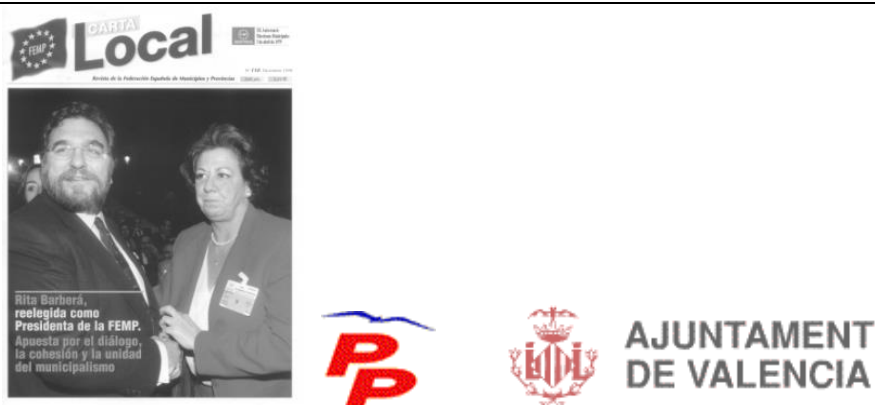 CARTA
Local
FEMP
Revista de la Federación Española de Municipios y Provincias
Rita Barberá,
reelegida como
Presidenta de la FEMP.
Apuesta por el diálogo,
la cohesión y la unidad
del municipalismo
PP
AJUNTAMENT
DE VALENCIA